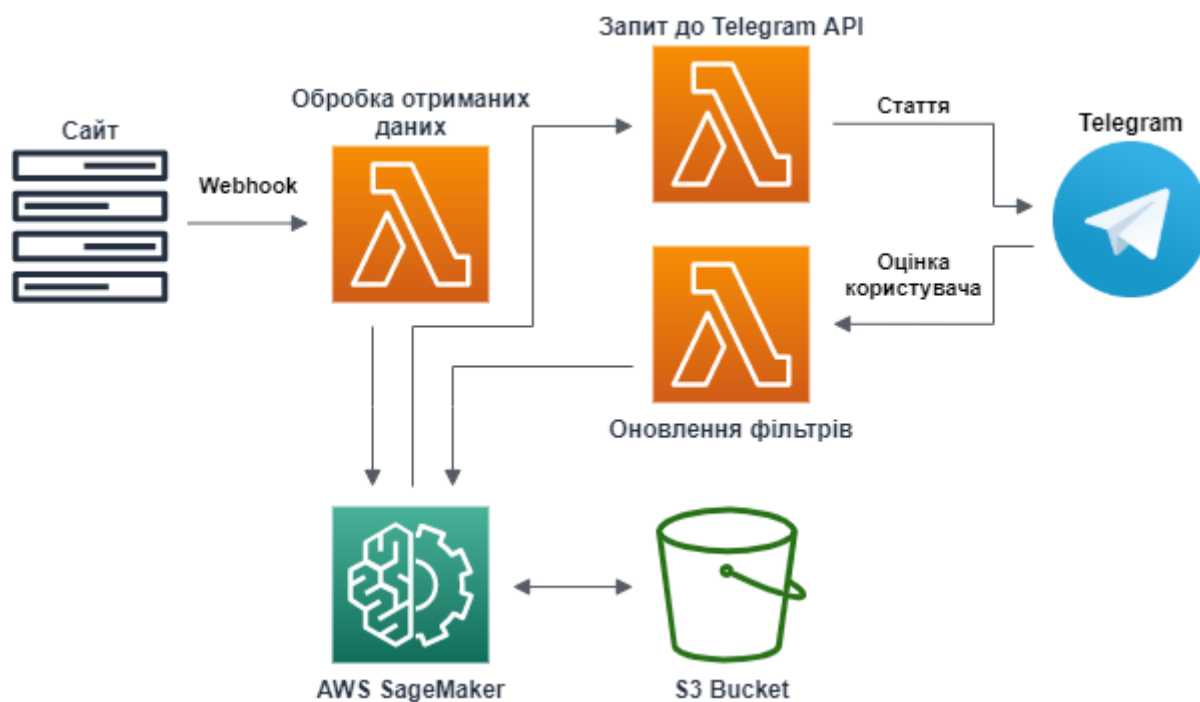 Запит до Telegram API
Обробка отриманих
даних
Сайт
Стаття
Telegram
Webhook
Оцінка
користувача
Оновлення фільтрів
AWS SageMaker
S3 Bucket